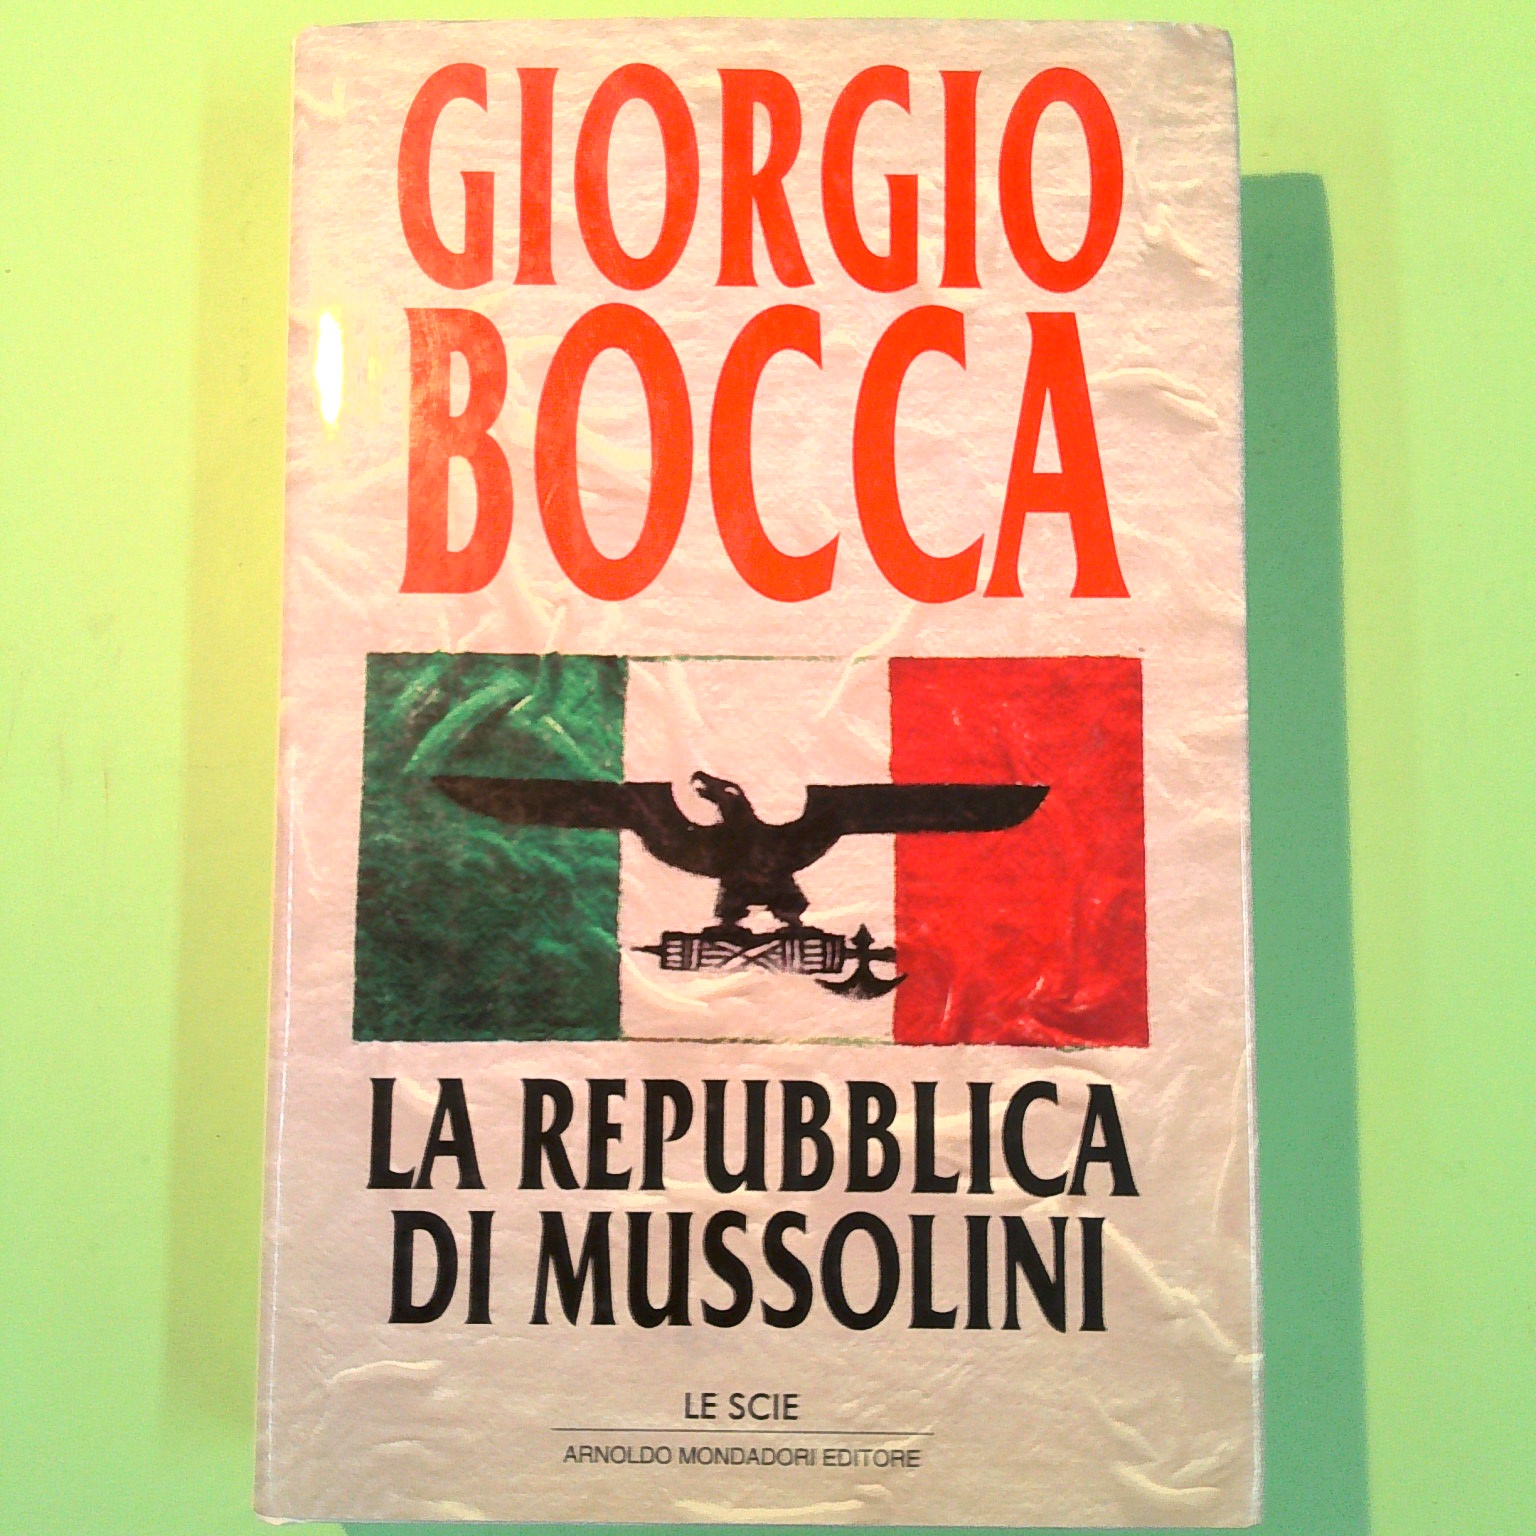 GIORGIO
BOCCA
LA REPUBBLICA
DI MUSSOLINI
LE SCIE
ARNOLDO MONDADORI EDITORE